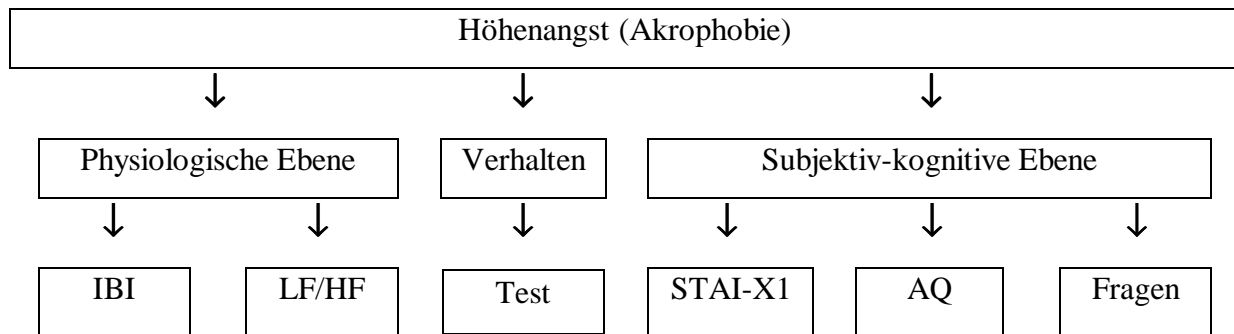 Höhenangst (Akrophobie)
Physiologische Ebene
Verhalten
Subjektiv-kognitive Ebene
IBI
LF/HF
Test
STAI-X1
AQ
Fragen